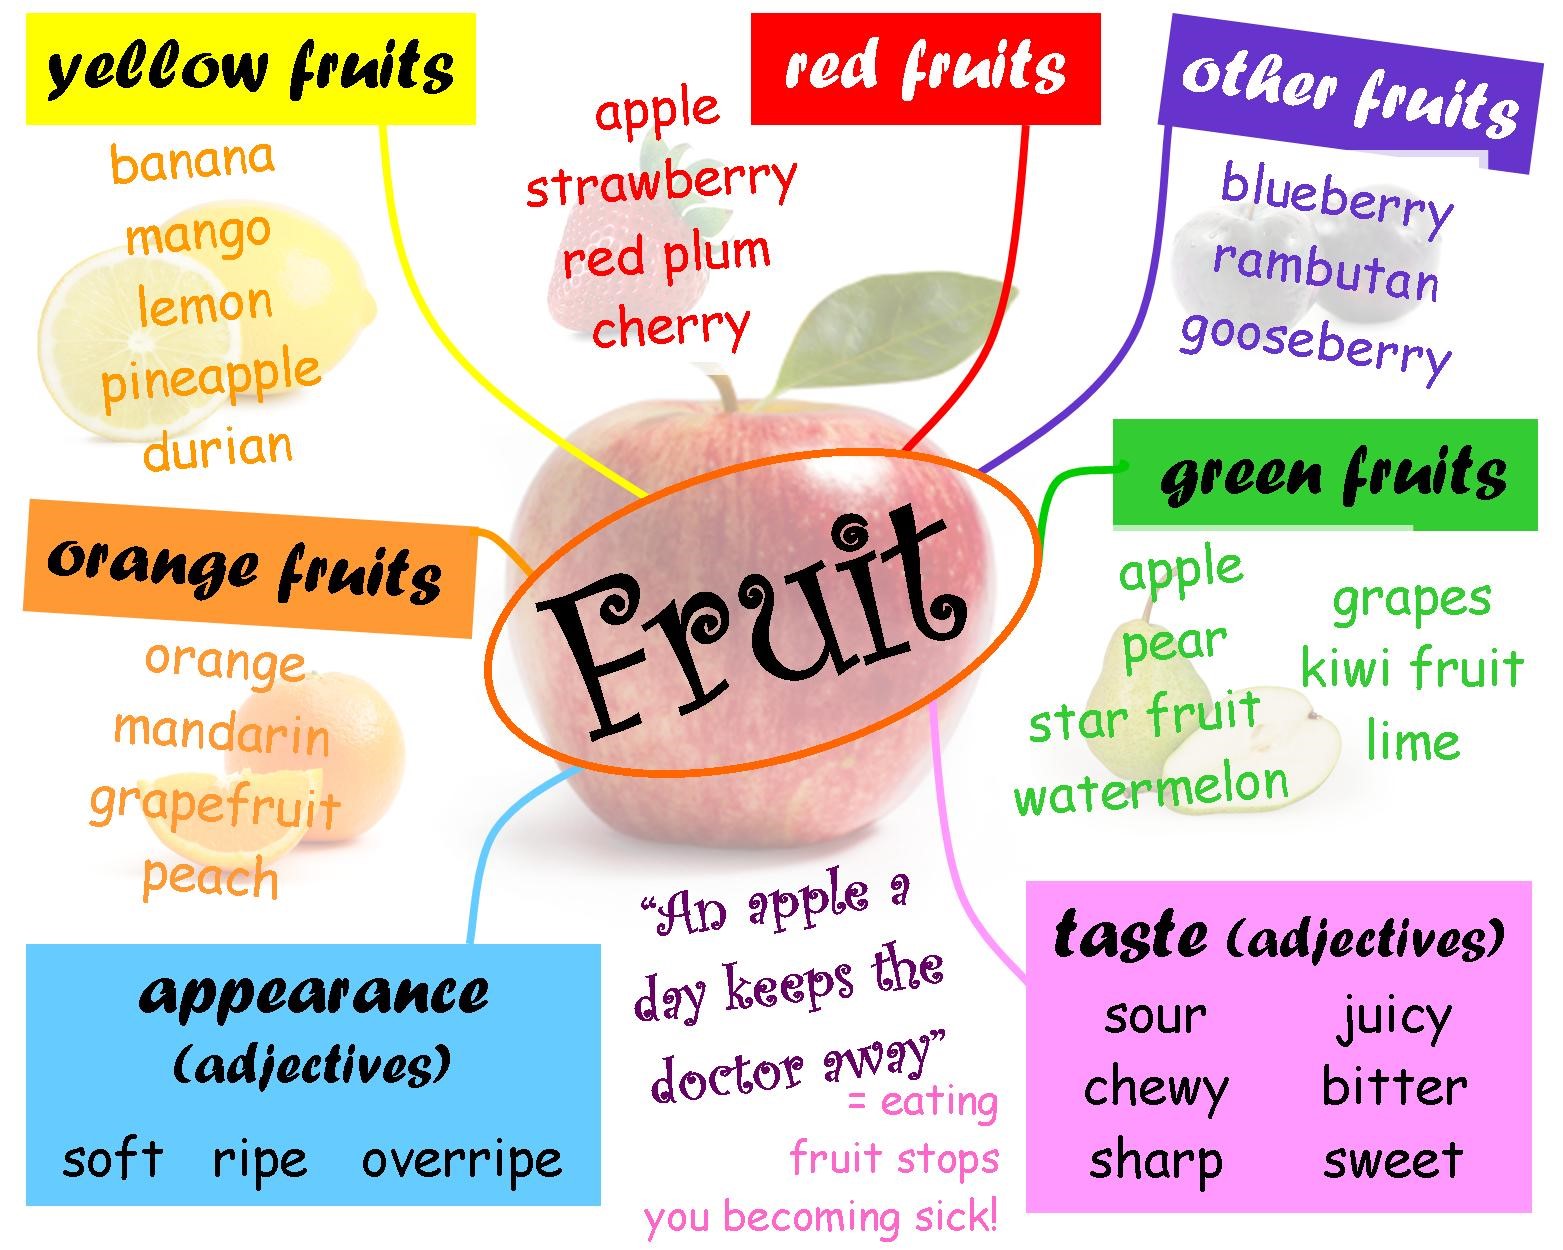 yellow fruits
banana
mango
lemon
pineapple
durian
red fruits
apple
strawberry
red plum
cherry
other fruits
blueberry
rambutan
gooseberry
green fruits
apple
pear
star fruit
watermelon
grapes
kiwi fruit
lime
Fruit
orange fruits
orange
mandarin
grapefruit
peach
appearance
(adjectives)
soft ripe overripe
“An apple a
day keeps the
doctor away”
= eating
fruit stops
you becoming sick!
taste (adjectives)
sour juicy
chewy bitter
sharp sweet